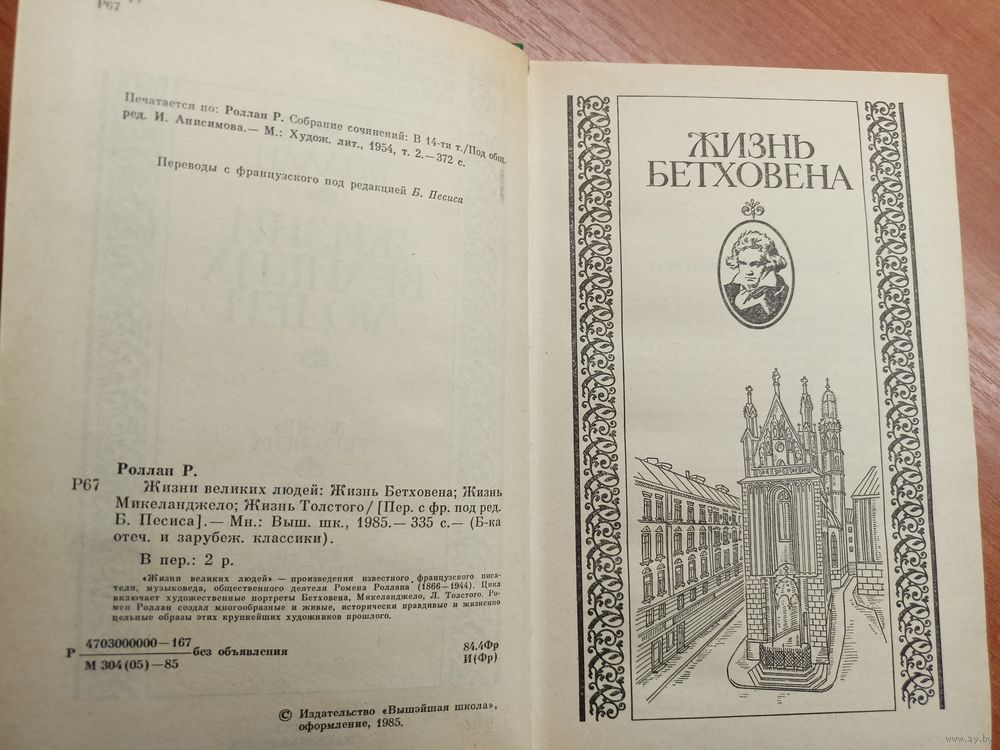 Р67
Печатается по: Роллан Р. Собрание сочинений: В 14-ти т./Под общ.
ред. И. Анисимова.— М.: Худож. лит., 1954, т. 2.—372 с.
Переводы с французского под редакцией Б. Песиса
Роллан Р.
Р67 Жизни великих людей: Жизнь Бетховена; Жизнь
Микеланджело; Жизнь Толстого/[Пер. с фр. под ред.
Б. Песиса].— Мн.: Выш. шк., 1985.— 335 с.— (Б-ка
отеч. и зарубеж. классики).
В пер.: 2 р.
«Жизни великих людей» — произведения известного французского писа-
теля, музыковеда, общественного деятеля Ромена Роллана (1866—1944). Цикл
включает художественные портреты Бетховена, Микеланджело, Л. Толстого. Ро-
мен Роллан создал многообразные и живые, исторически правдивые и жизненно
цельные образы этих крупнейших художников прошлого.
Р 4703000000—167 без объявления
М 304(05)—85
84.4Фр
И(Фр)
© Издательство «Вышэйшая школа»,
оформление, 1985.
ЖИЗНЬ
БЕТХОВЕНА
www.ay.by